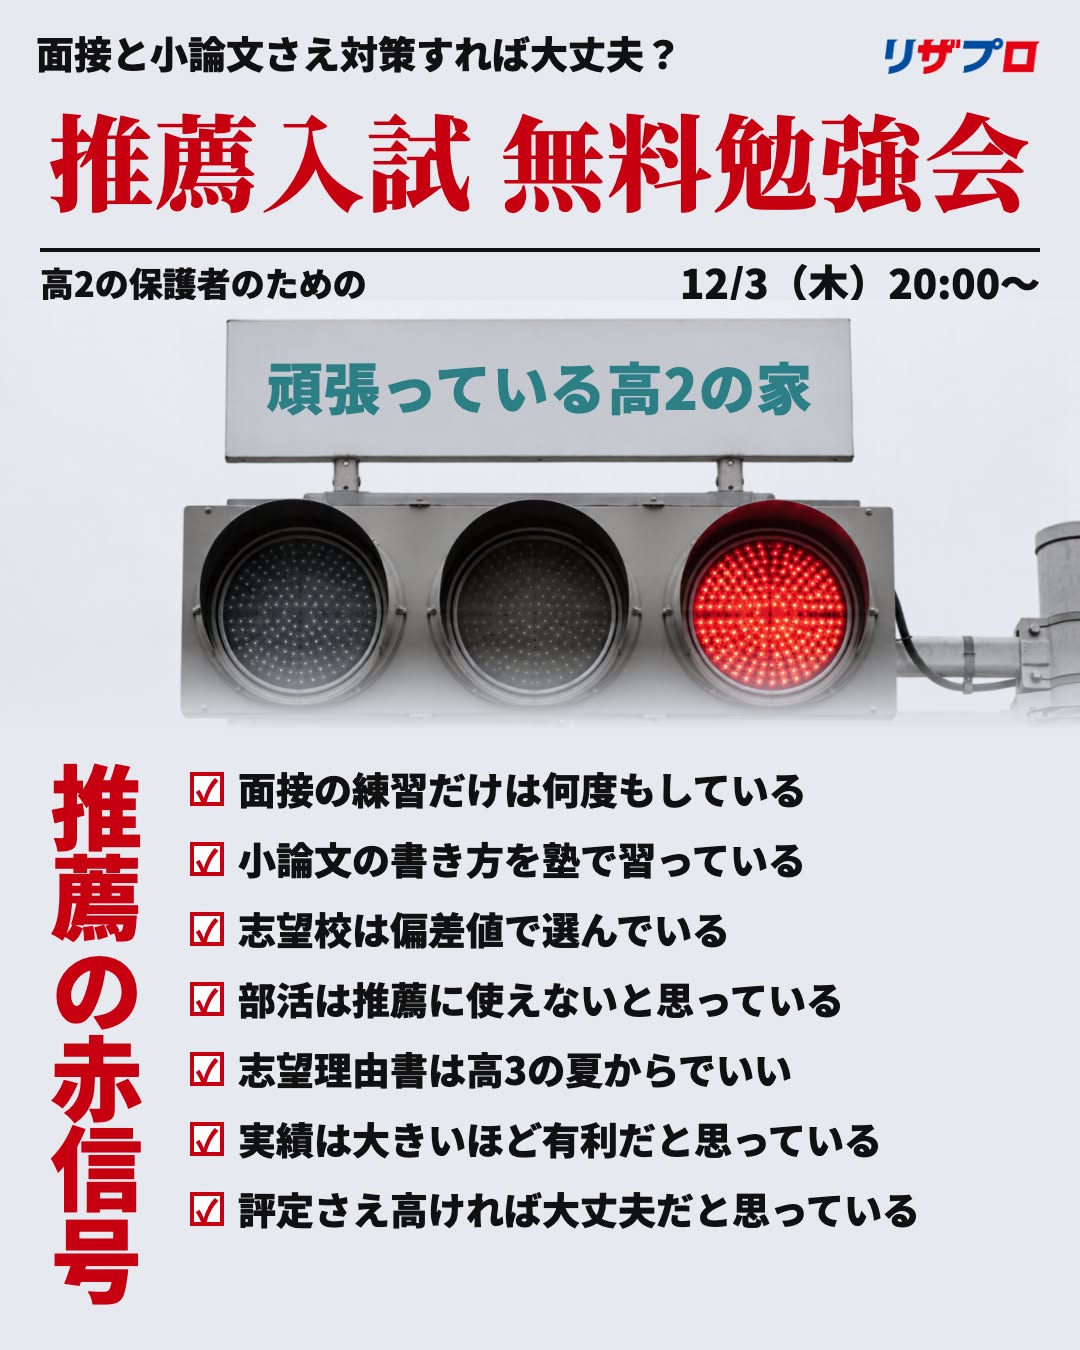 面接と小論文さえ対策すれば大丈夫？
リザプロ
推薦入試 無料勉強会
高2の保護者のための
12/3（木）20:00〜
頑張っている高2の家
推薦の赤信号
面接の練習だけは何度もしている
小論文の書き方を塾で習っている
志望校は偏差値で選んでいる
部活は推薦に使えないと思っている
志望理由書は高3の夏からでいい
実績は大きいほど有利だと思っている
評定さえ高ければ大丈夫だと思っている